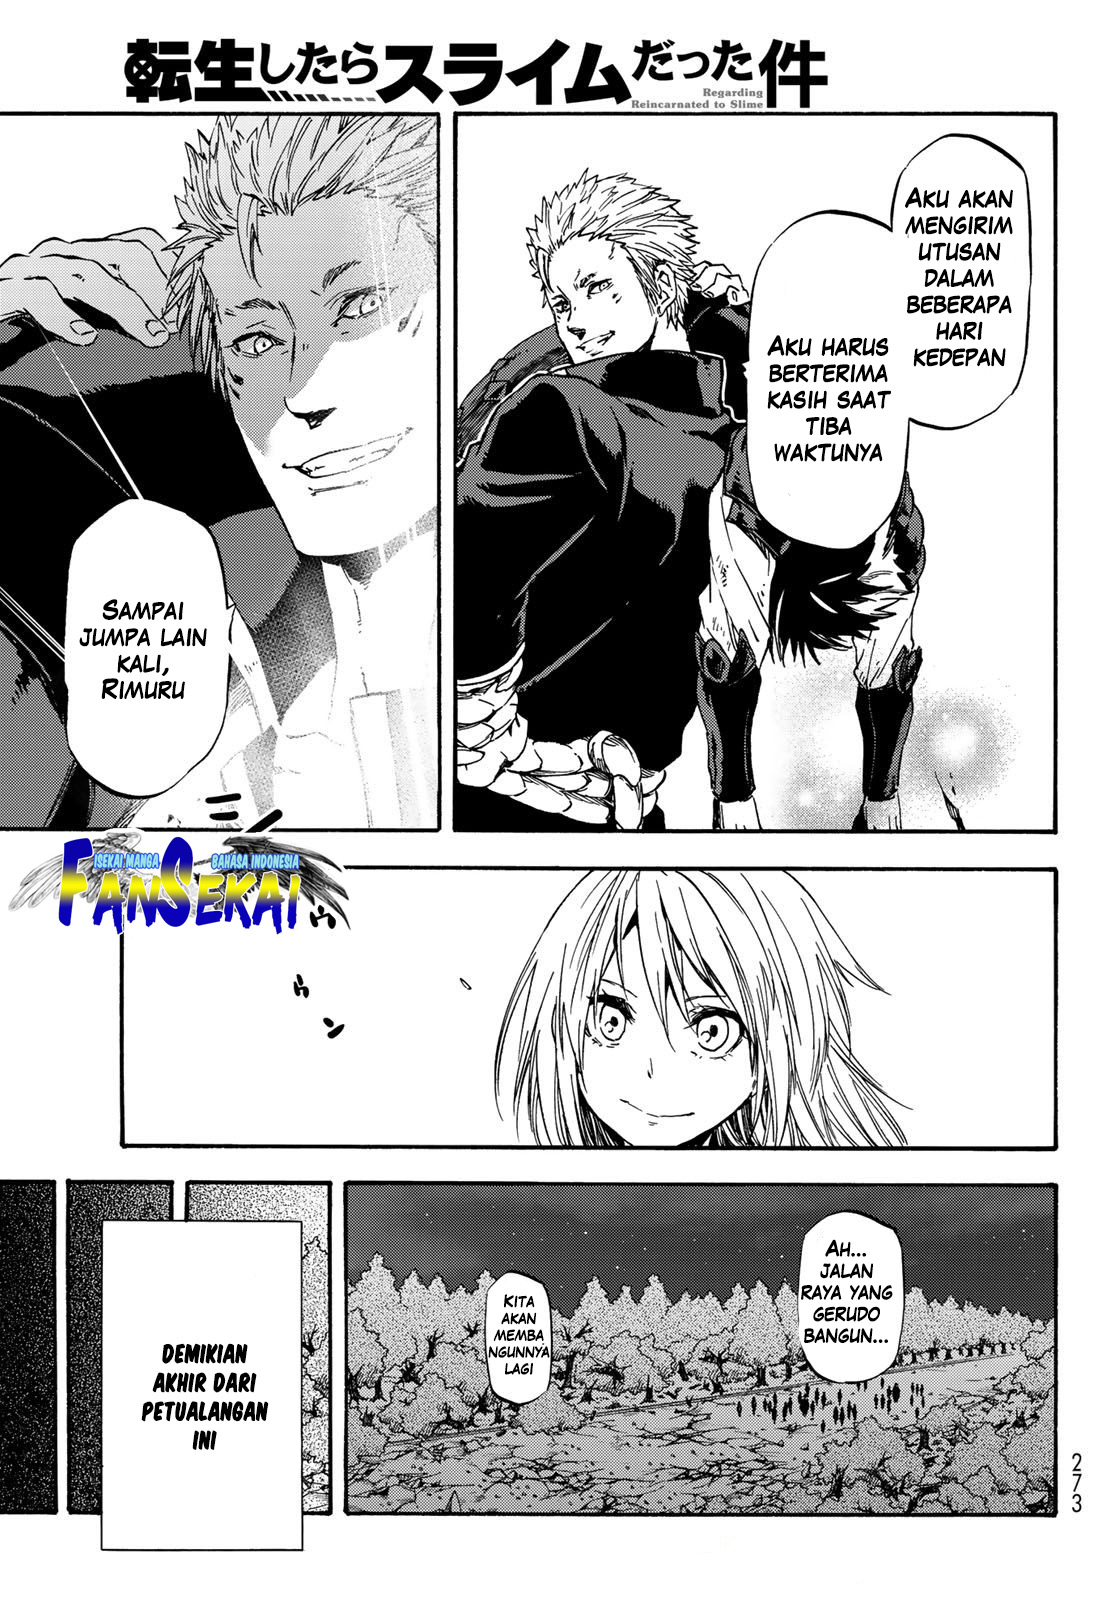 転生したらスライムだった件
Regarding
Reincarnated to Slime
Aku akan
mengirim
utusan
dalam
beberapa
hari
kedepan
Aku harus
berterima
kasih saat
tiba
waktunya
Sampai
jumpa lain
kali,
Rimuru
ISEKAI MANGA
BAHASA INDONESIA
FANSEKAI
Ah...
jalan
raya yang
Gerudo
bangun...
Kita
akan
memba
ngunnya
lagi
DEMIKIAN
AKHIR DARI
PETUALANGAN
INI
273